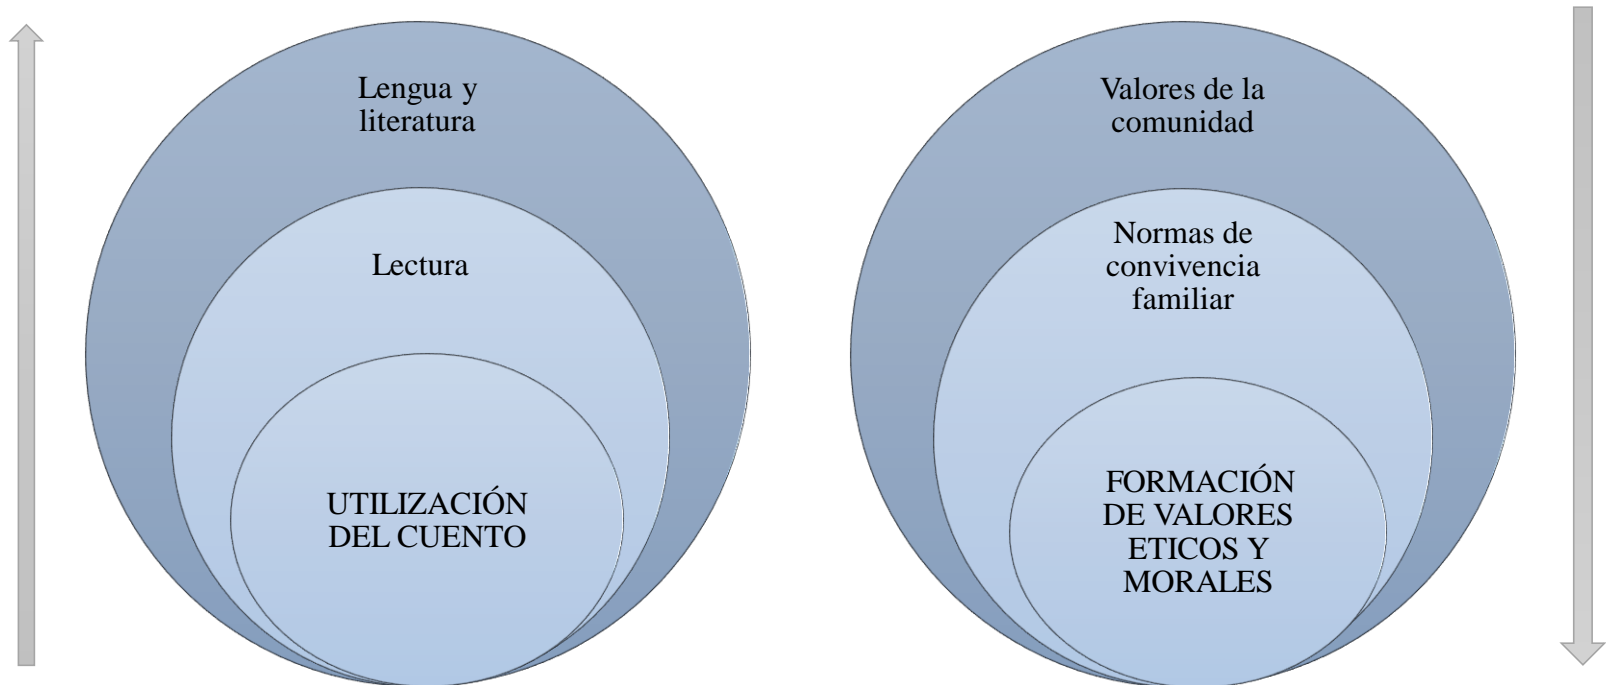 Lengua y
literatura
Lectura
UTILIZACIÓN
DEL CUENTO
Valores de la
comunidad
Normas de
convivencia
familiar
FORMACIÓN
DE VALORES
ETICOS Y
MORALES